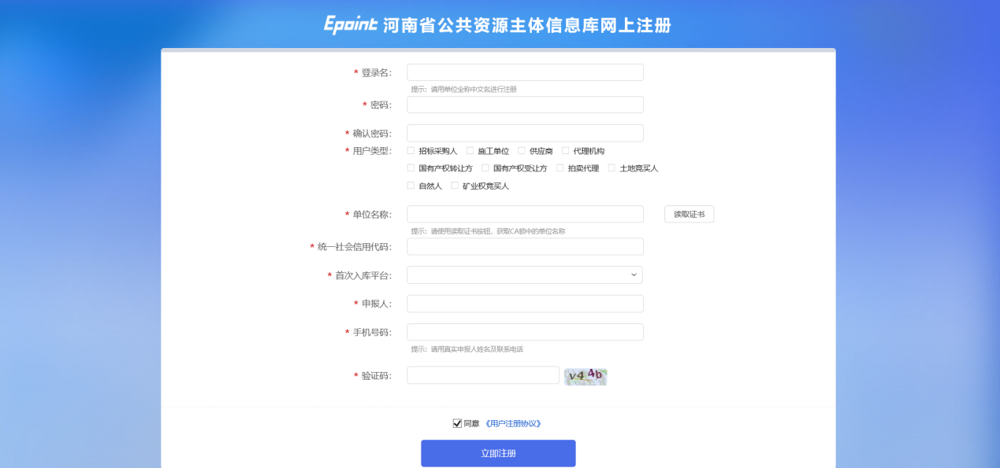 Epoint 河南省公共资源主体信息库网上注册
* 登录名：
提示：请用单位全称中文名进行注册
* 密码：
* 确认密码：
* 用户类型： 招标采购人 施工单位 供应商 代理机构
国有产权转让方 国有产权受让方 拍卖代理 土地竞买人
自然人 矿业权竞买人
* 单位名称： 读取证书
提示：请使用读取证书按钮，获取CA锁中的单位名称
* 统一社会信用代码：
* 首次入库平台：
* 申报人：
* 手机号码：
提示：请用真实申报人姓名及联系电话
* 验证码： v44b
同意 《用户注册协议》
立即注册